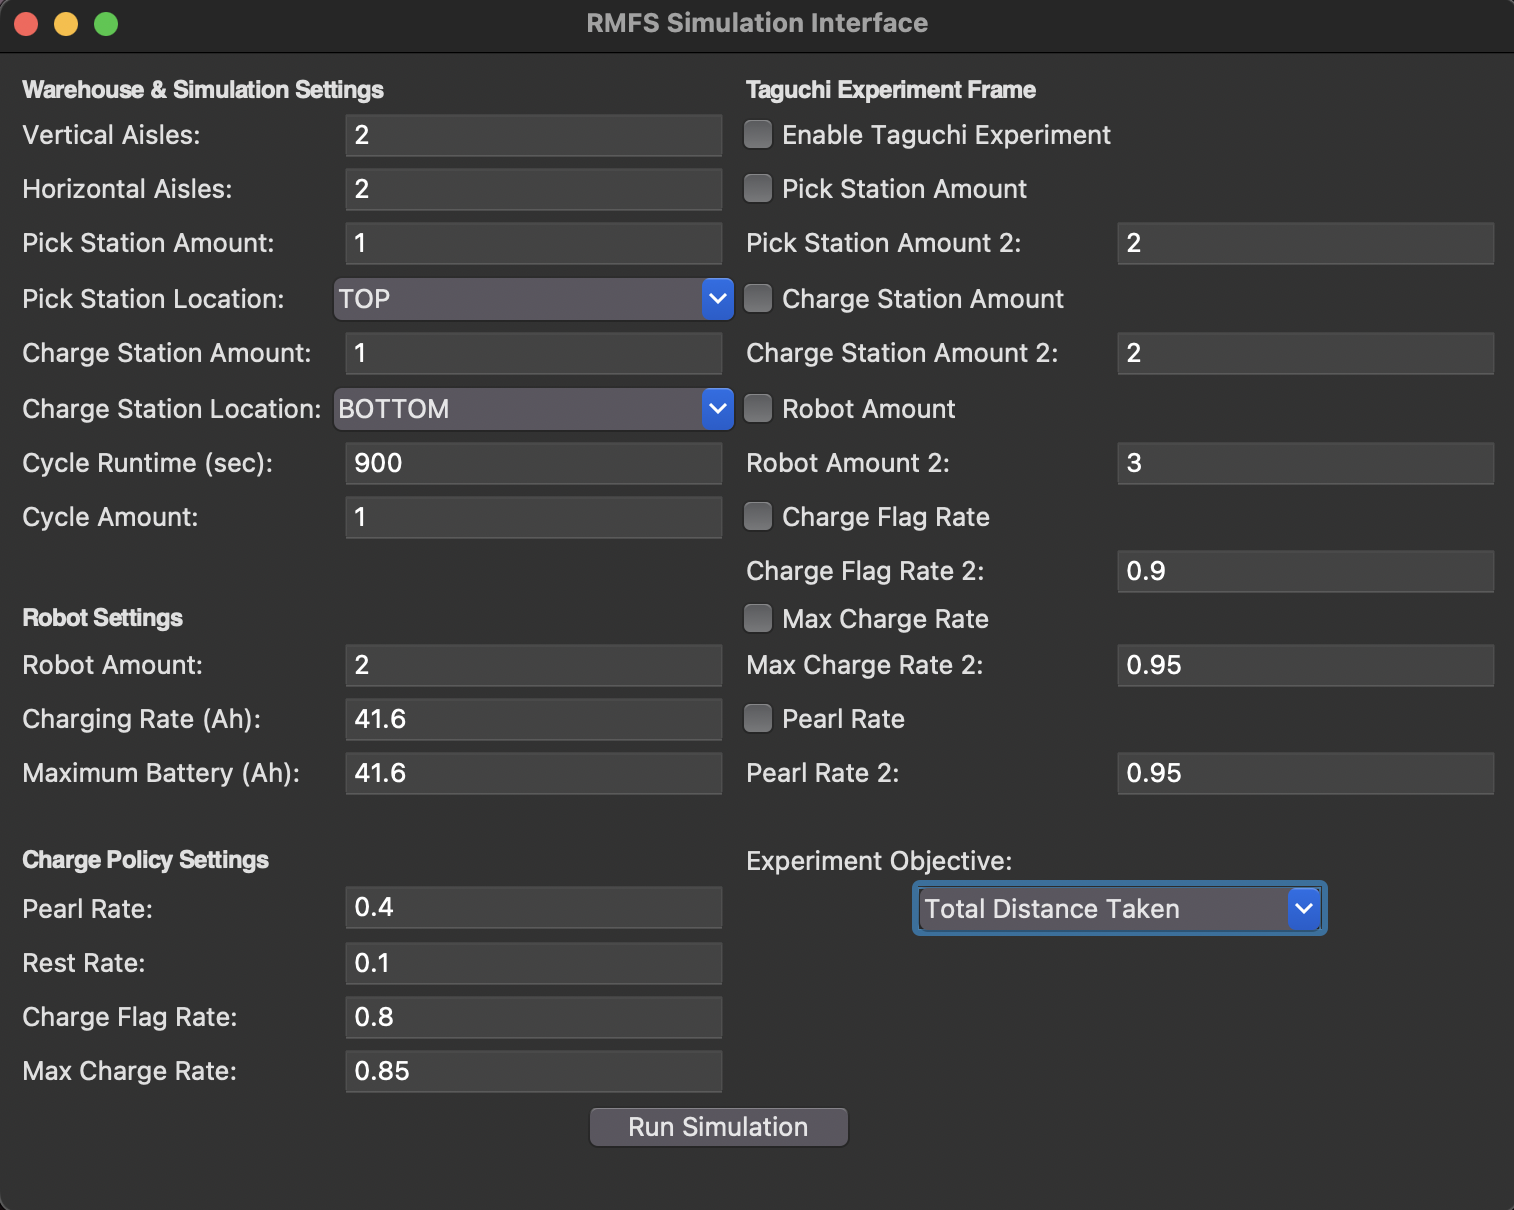 RMFS Simulation Interface
Warehouse & Simulation Settings
Vertical Aisles: 2
Horizontal Aisles: 2
Pick Station Amount: 1
Pick Station Location: TOP
Charge Station Amount: 1
Charge Station Location: BOTTOM
Cycle Runtime (sec): 900
Cycle Amount: 1
Robot Settings
Robot Amount: 2
Charging Rate (Ah): 41.6
Maximum Battery (Ah): 41.6
Charge Policy Settings
Pearl Rate: 0.4
Rest Rate: 0.1
Charge Flag Rate: 0.8
Max Charge Rate: 0.85
Taguchi Experiment Frame
Enable Taguchi Experiment
Pick Station Amount
Pick Station Amount 2: 2
Charge Station Amount
Charge Station Amount 2: 2
Robot Amount
Robot Amount 2: 3
Charge Flag Rate
Charge Flag Rate 2: 0.9
Max Charge Rate
Max Charge Rate 2: 0.95
Pearl Rate
Pearl Rate 2: 0.95
Experiment Objective:
Total Distance Taken
Run Simulation